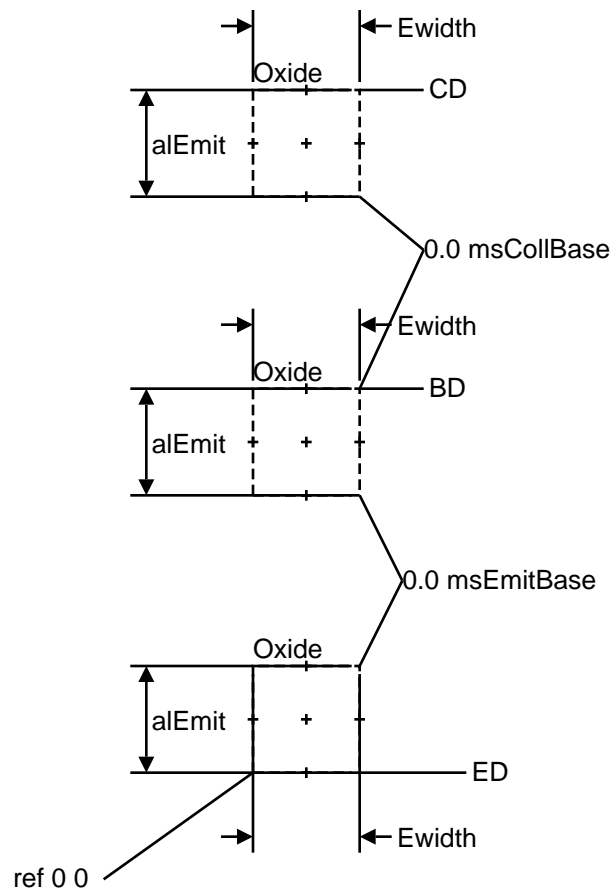 Ewidth
Oxide
CD
alEmit
0.0 msCollBase
Ewidth
Oxide
BD
alEmit
0.0 msEmitBase
Oxide
alEmit
ED
Ewidth
ref 0 0